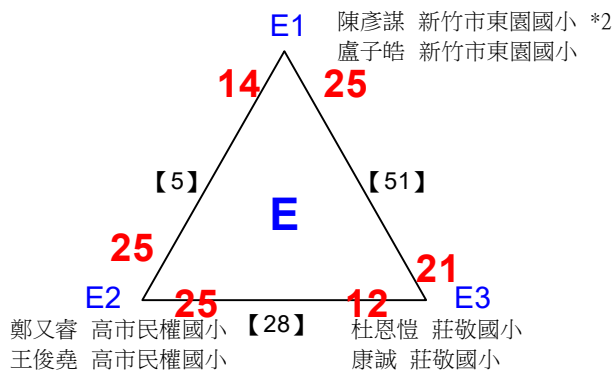 E1
陳彥謀 新竹市東園國小 *2
盧子皓 新竹市東園國小
14
25
【5】
【51】
E
25
21
E2
25
12
E3
【28】
鄭又睿 高市民權國小
王俊堯 高市民權國小
杜恩愷 莊敬國小
康誠 莊敬國小